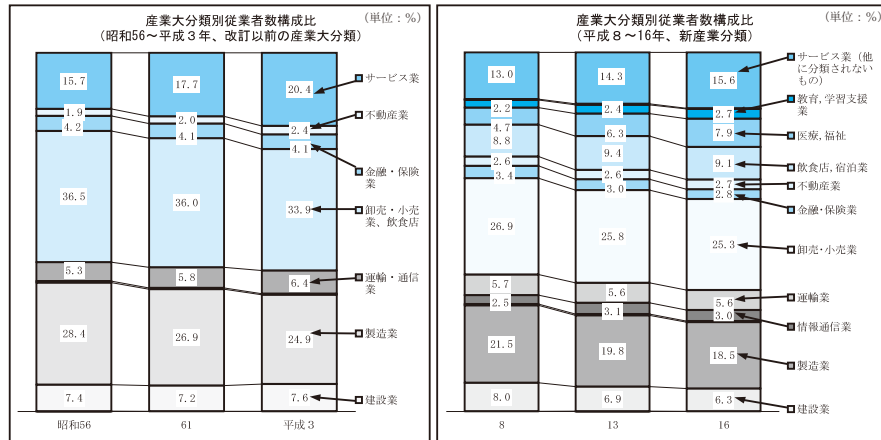 産業大分類別従業者数構成比
(単位：%)
(昭和56～平成３年、改訂以前の産業大分類)
15.7
17.7
20.4
サービス業
1.9
2.0
2.4
不動産業
4.2
4.1
4.1
金融・保険
業
36.5
36.0
33.9
卸売・小売
業、飲食店
5.3
5.8
6.4
運輸・通信
業
28.4
26.9
24.9
製造業
7.4
7.2
7.6
建設業
昭和56
61
平成３
産業大分類別従業者数構成比
(単位：%)
(平成８～16年、新産業分類)
13.0
14.3
15.6
サービス業（他
に分類されない
もの）
2.2
2.4
2.7
教育,学習支援
業
4.7
6.3
7.9
医療,福祉
8.8
9.4
9.1
飲食店,宿泊業
2.6
2.6
2.7
不動産業
3.4
3.0
2.8
金融・保険業
26.9
25.8
25.3
卸売・小売業
5.7
5.6
5.6
運輸業
2.5
3.1
3.0
情報通信業
21.5
19.8
18.5
製造業
8.0
6.9
6.3
建設業
8
13
16